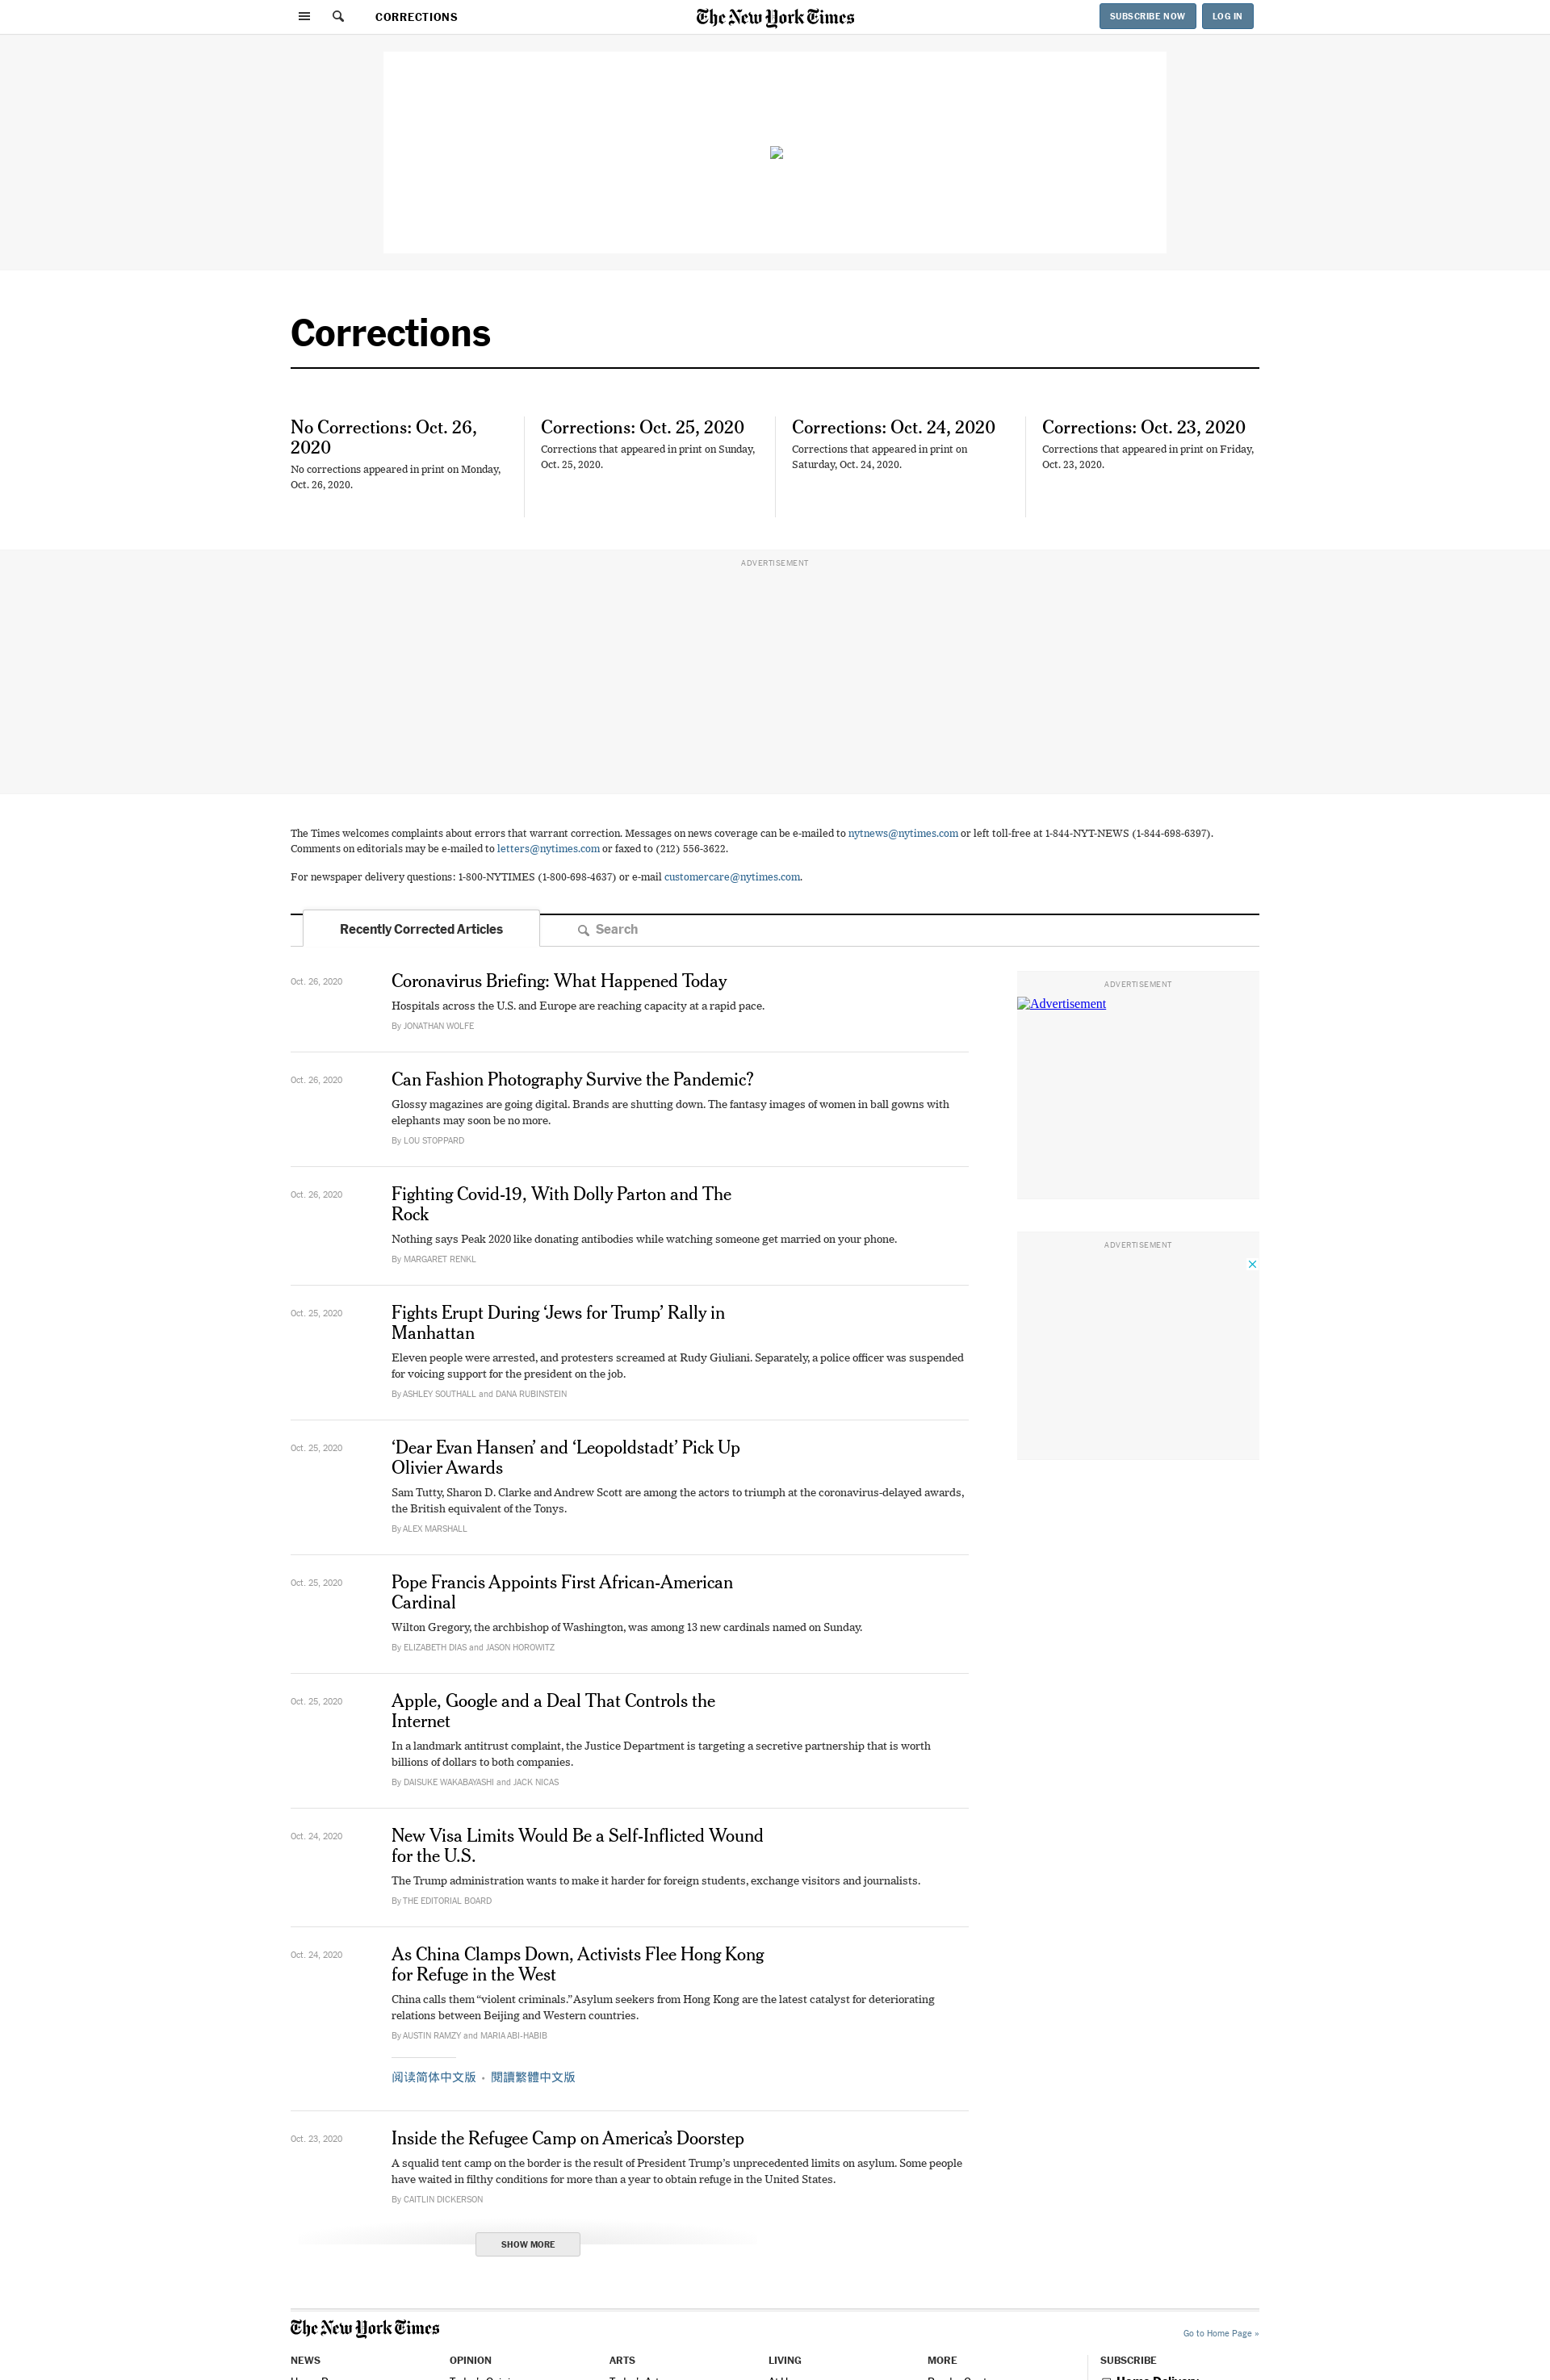 CORRECTIONS
The New York Times
SUBSCRIBE NOW
LOG IN
Corrections
No Corrections: Oct. 26,
2020
No corrections appeared in print on Monday,
Oct. 26, 2020.
Corrections: Oct. 25, 2020
Corrections that appeared in print on Sunday,
Oct. 25, 2020.
Corrections: Oct. 24, 2020
Corrections that appeared in print on
Saturday, Oct. 24, 2020.
Corrections: Oct. 23, 2020
Corrections that appeared in print on Friday,
Oct. 23, 2020.
ADVERTISEMENT
The Times welcomes complaints about errors that warrant correction. Messages on news coverage can be e-mailed to nytnews@nytimes.com or left toll-free at 1-844-NYT-NEWS (1-844-698-6397).
Comments on editorials may be e-mailed to letters@nytimes.com or faxed to (212) 556-3622.
For newspaper delivery questions: 1-800-NYTIMES (1-800-698-4637) or e-mail customercare@nytimes.com.
Recently Corrected Articles
Search
Oct. 26, 2020
Coronavirus Briefing: What Happened Today
Hospitals across the U.S. and Europe are reaching capacity at a rapid pace.
By JONATHAN WOLFE
Oct. 26, 2020
Can Fashion Photography Survive the Pandemic?
Glossy magazines are going digital. Brands are shutting down. The fantasy images of women in ball gowns with
elephants may soon be no more.
By LOU STOPPARD
Oct. 26, 2020
Fighting Covid-19, With Dolly Parton and The
Rock
Nothing says Peak 2020 like donating antibodies while watching someone get married on your phone.
By MARGARET RENKL
Oct. 25, 2020
Fights Erupt During ‘Jews for Trump’ Rally in
Manhattan
Eleven people were arrested, and protesters screamed at Rudy Giuliani. Separately, a police officer was suspended
for voicing support for the president on the job.
By ASHLEY SOUTHALL and DANA RUBINSTEIN
Oct. 25, 2020
‘Dear Evan Hansen’ and ‘Leopoldstadt’ Pick Up
Olivier Awards
Sam Tutty, Sharon D. Clarke and Andrew Scott are among the actors to triumph at the coronavirus-delayed awards,
the British equivalent of the Tonys.
By ALEX MARSHALL
Oct. 25, 2020
Pope Francis Appoints First African-American
Cardinal
Wilton Gregory, the archbishop of Washington, was among 13 new cardinals named on Sunday.
By ELIZABETH DIAS and JASON HOROWITZ
Oct. 25, 2020
Apple, Google and a Deal That Controls the
Internet
In a landmark antitrust complaint, the Justice Department is targeting a secretive partnership that is worth
billions of dollars to both companies.
By DAISUKE WAKABAYASHI and JACK NICAS
Oct. 24, 2020
New Visa Limits Would Be a Self-Inflicted Wound
for the U.S.
The Trump administration wants to make it harder for foreign students, exchange visitors and journalists.
By THE EDITORIAL BOARD
Oct. 24, 2020
As China Clamps Down, Activists Flee Hong Kong
for Refuge in the West
China calls them “violent criminals.” Asylum seekers from Hong Kong are the latest catalyst for deteriorating
relations between Beijing and Western countries.
By AUSTIN RAMZY and MARIA ABI-HABIB
阅读简体中文版 • 閱讀繁體中文版
Oct. 23, 2020
Inside the Refugee Camp on America’s Doorstep
A squalid tent camp on the border is the result of President Trump’s unprecedented limits on asylum. Some people
have waited in filthy conditions for more than a year to obtain refuge in the United States.
By CAITLIN DICKERSON
SHOW MORE
ADVERTISEMENT
Advertisement
ADVERTISEMENT
The New York Times
Go to Home Page »
NEWS
OPINION
ARTS
LIVING
MORE
SUBSCRIBE